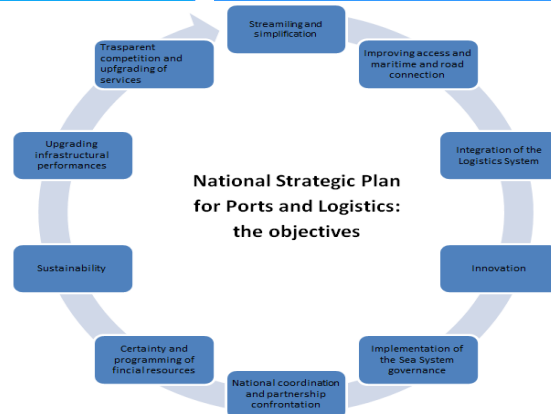 National Strategic Plan
for Ports and Logistics:
the objectives
Streamiling and
simplification
Improving access and
maritime and road
connection
Integration of the
Logistics System
Innovation
Implementation of
the Sea System
governance
National coordination
and partnership
confrontation
Certainty and
programming of
fincial resources
Sustainability
Upgrading
infrastructural
performances
Trasparent
competition and
upfgrading of
services